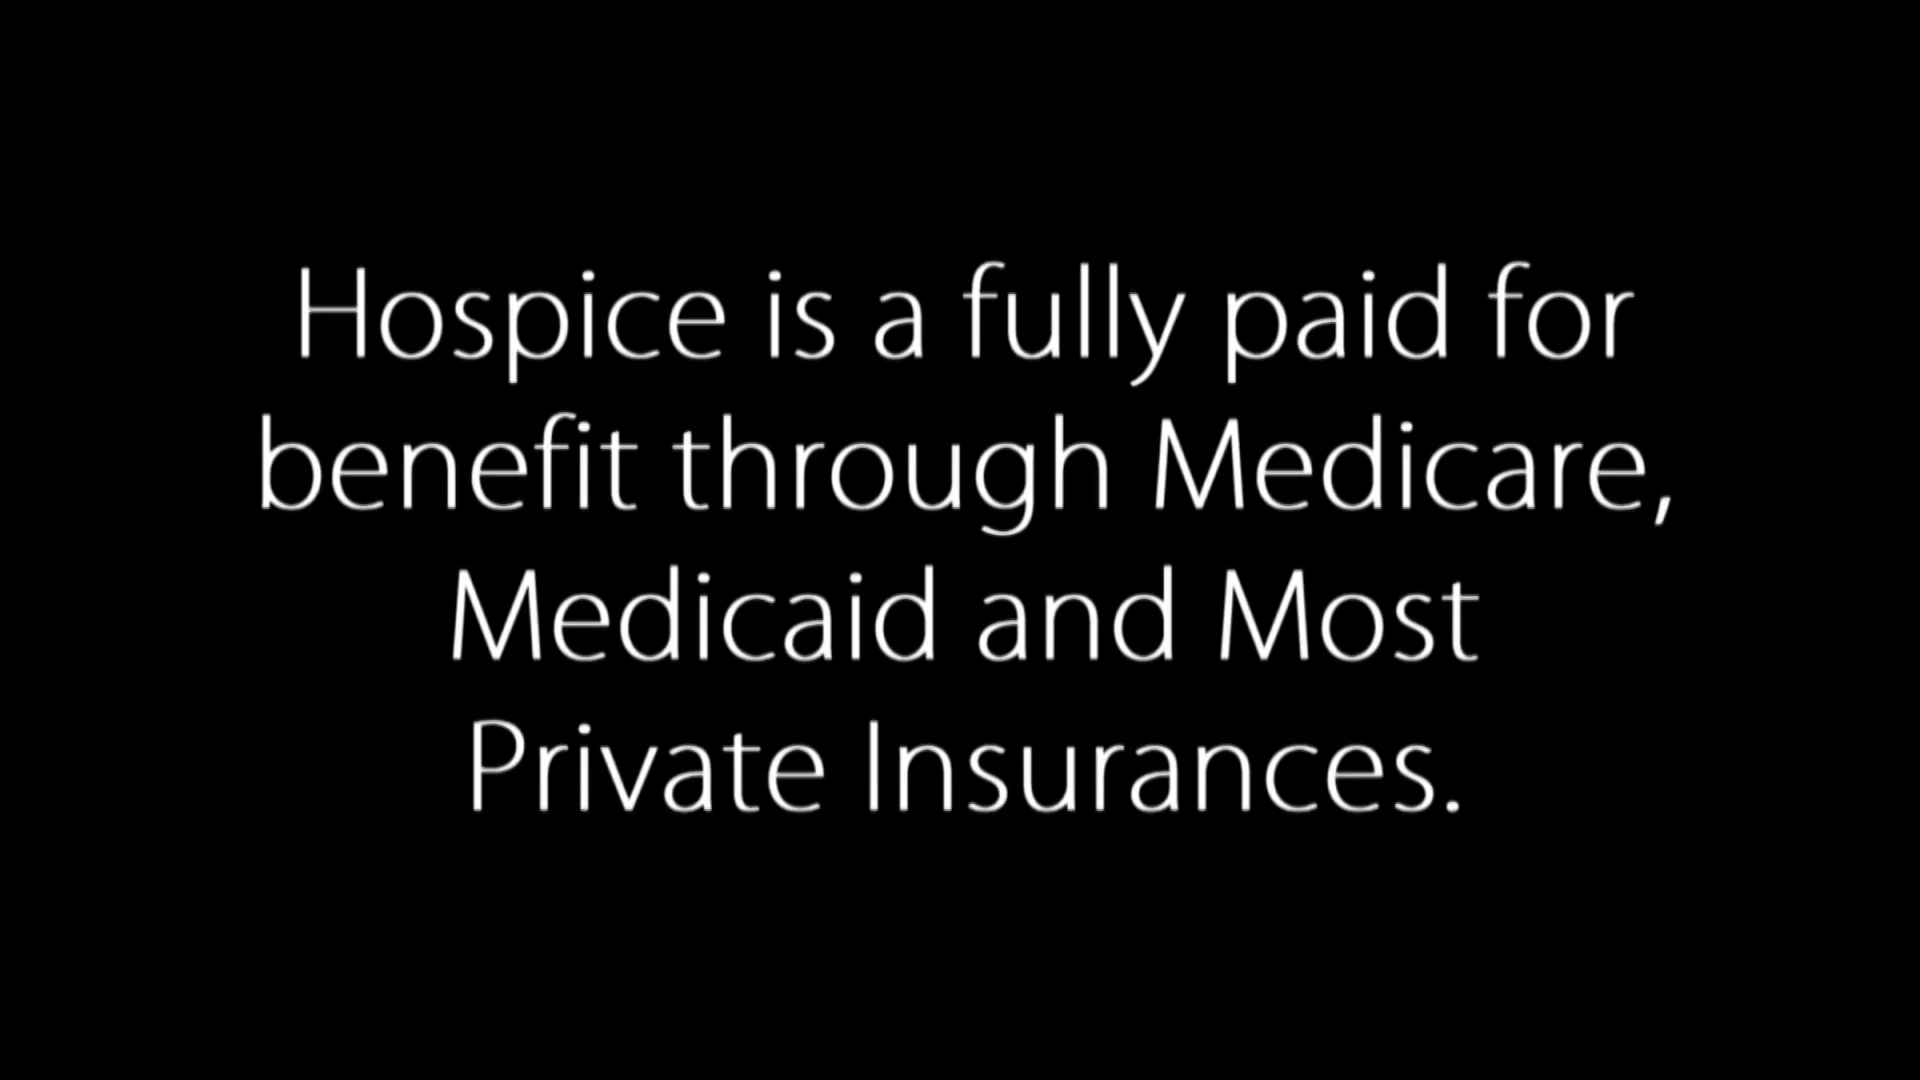 Hospice is a fully paid for
benefit through Medicare,
Medicaid and Most
Private Insurances.